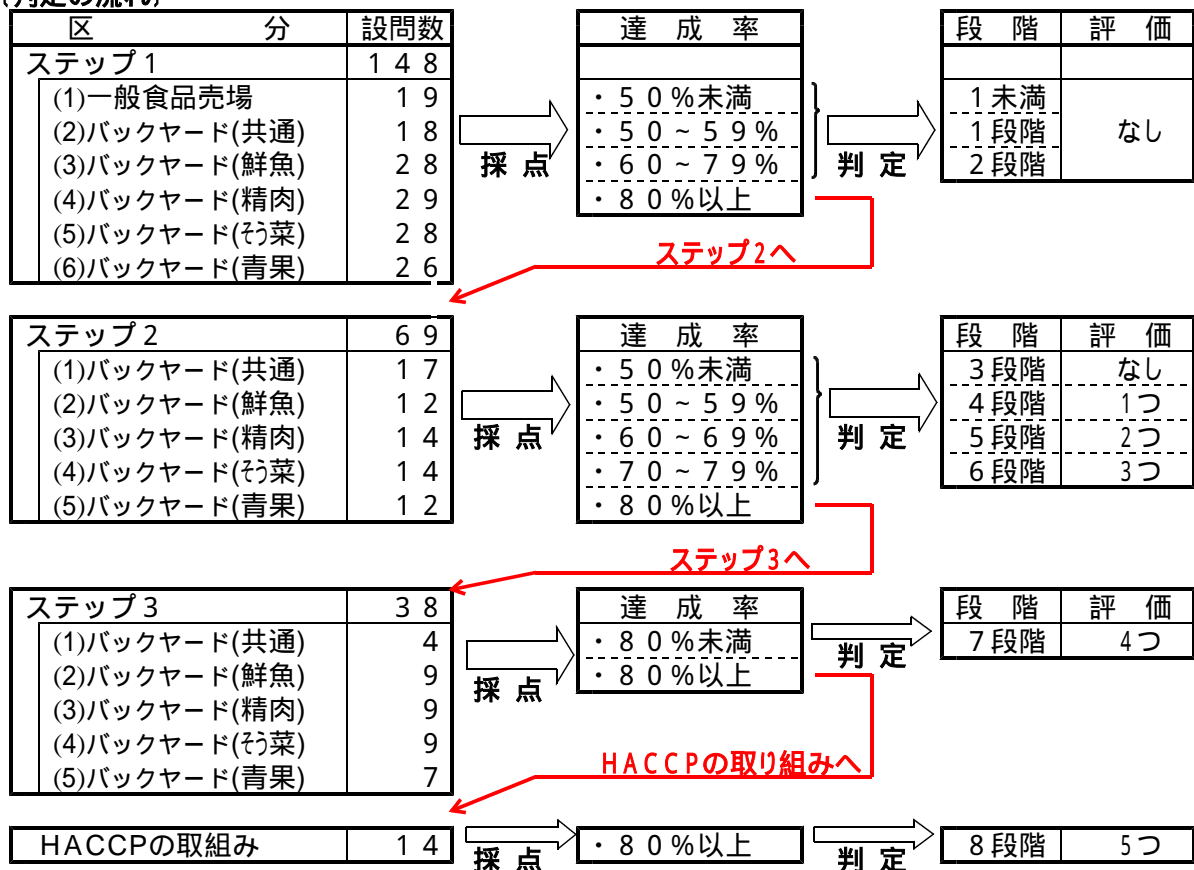 (判定の流れ)
区 分 設問数 達 成 率 段 階 評 価
ステップ1 148
(1)一般食品売場 19 ・50%未満 1未満
(2)バックヤード(共通) 18 ・50~59% 1段階 なし
(3)バックヤード(鮮魚) 28 採 点 ・60~79% 判 定 2段階
(4)バックヤード(精肉) 29 ・80%以上
(5)バックヤード(そう菜) 28 ステップ2へ
(6)バックヤード(青果) 26
ステップ2 69 達 成 率 段 階 評 価
(1)バックヤード(共通) 17 ・50%未満 3段階 なし
(2)バックヤード(鮮魚) 12 ・50~59% 4段階 1つ
(3)バックヤード(精肉) 14 採 点 ・60~69% 判 定 5段階 2つ
(4)バックヤード(そう菜) 14 ・70~79% 6段階 3つ
(5)バックヤード(青果) 12 ・80%以上
ステップ3へ
ステップ3 38 達 成 率 段 階 評 価
(1)バックヤード(共通) 4 ・80%未満 判 定 7段階 4つ
(2)バックヤード(鮮魚) 9 採 点 ・80%以上
(3)バックヤード(精肉) 9
(4)バックヤード(そう菜) 9 HACCPの取り組みへ
(5)バックヤード(青果) 7
HACCPの取組み 14 採 点 ・80%以上 判 定 8段階 5つ